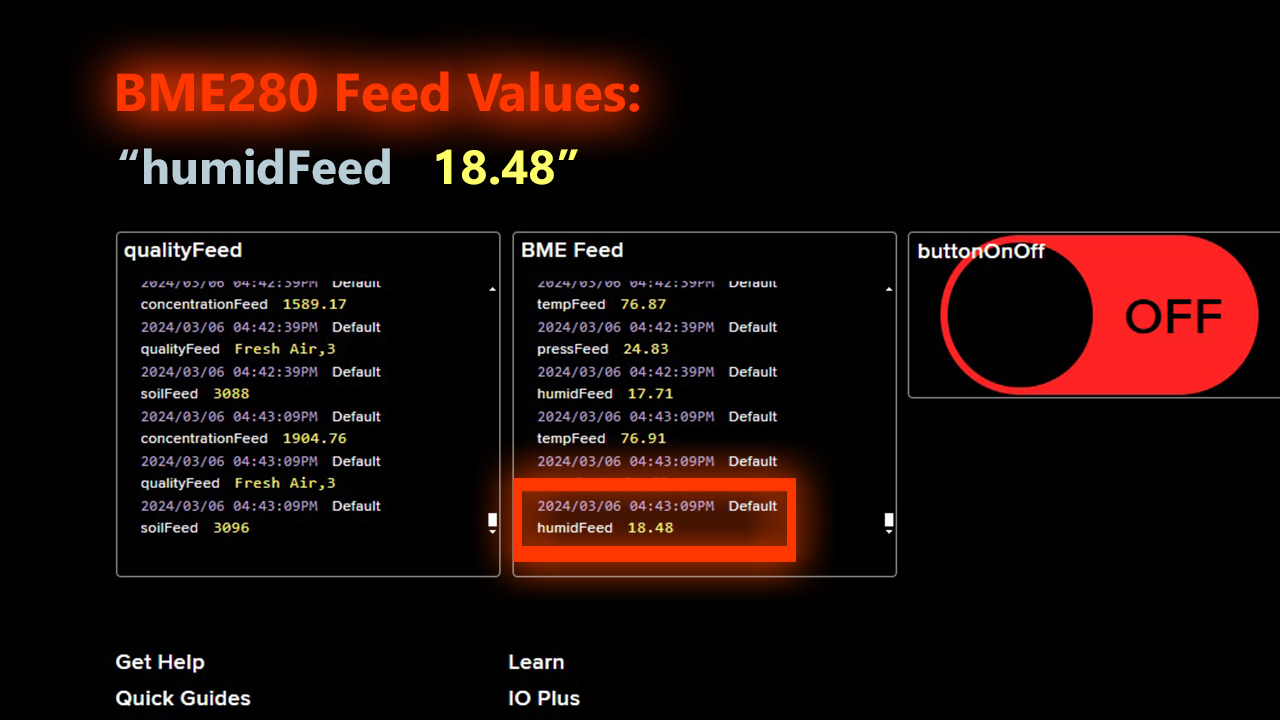 BME280 Feed Values:
“humidFeed 18.48”
qualityFeed
2024/03/06 04:42:39PM Default
concentrationFeed 1589.17
2024/03/06 04:42:39PM Default
qualityFeed Fresh Air,3
2024/03/06 04:42:39PM Default
soilFeed 3088
2024/03/06 04:43:09PM Default
concentrationFeed 1904.76
2024/03/06 04:43:09PM Default
qualityFeed Fresh Air,3
2024/03/06 04:43:09PM Default
soilFeed 3096
BME Feed
2024/03/06 04:42:39PM Default
tempFeed 76.87
2024/03/06 04:42:39PM Default
pressFeed 24.83
2024/03/06 04:42:39PM Default
humidFeed 17.71
2024/03/06 04:43:09PM Default
tempFeed 76.91
2024/03/06 04:43:09PM Default
2024/03/06 04:43:09PM Default
humidFeed 18.48
buttonOnOff
OFF
Get Help
Quick Guides
Learn
IO Plus